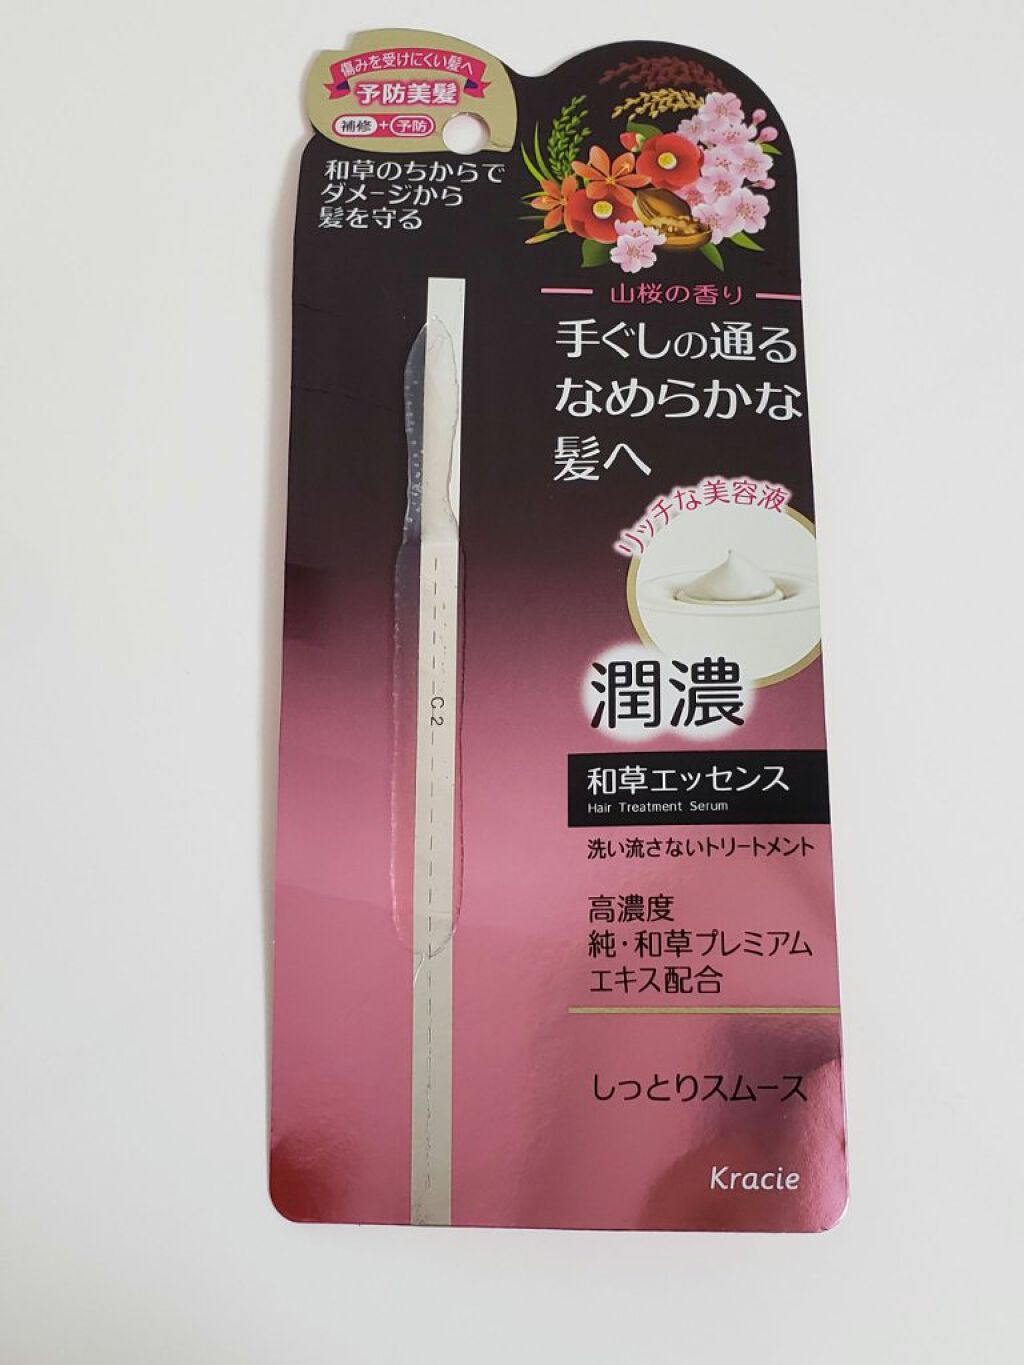 傷みを受けにくい髪へ
予防美髪
補修+予防
和草のちからで
ダメージから
髪を守る
山桜の香り
手ぐしの通る
なめらかな
髪へ
リッチな美容液
潤濃
C.2
和草エッセンス
Hair Treatment Serum
洗い流さないトリートメント
高濃度
純・和草プレミアム
エキス配合
しっとりスムース
Kracie